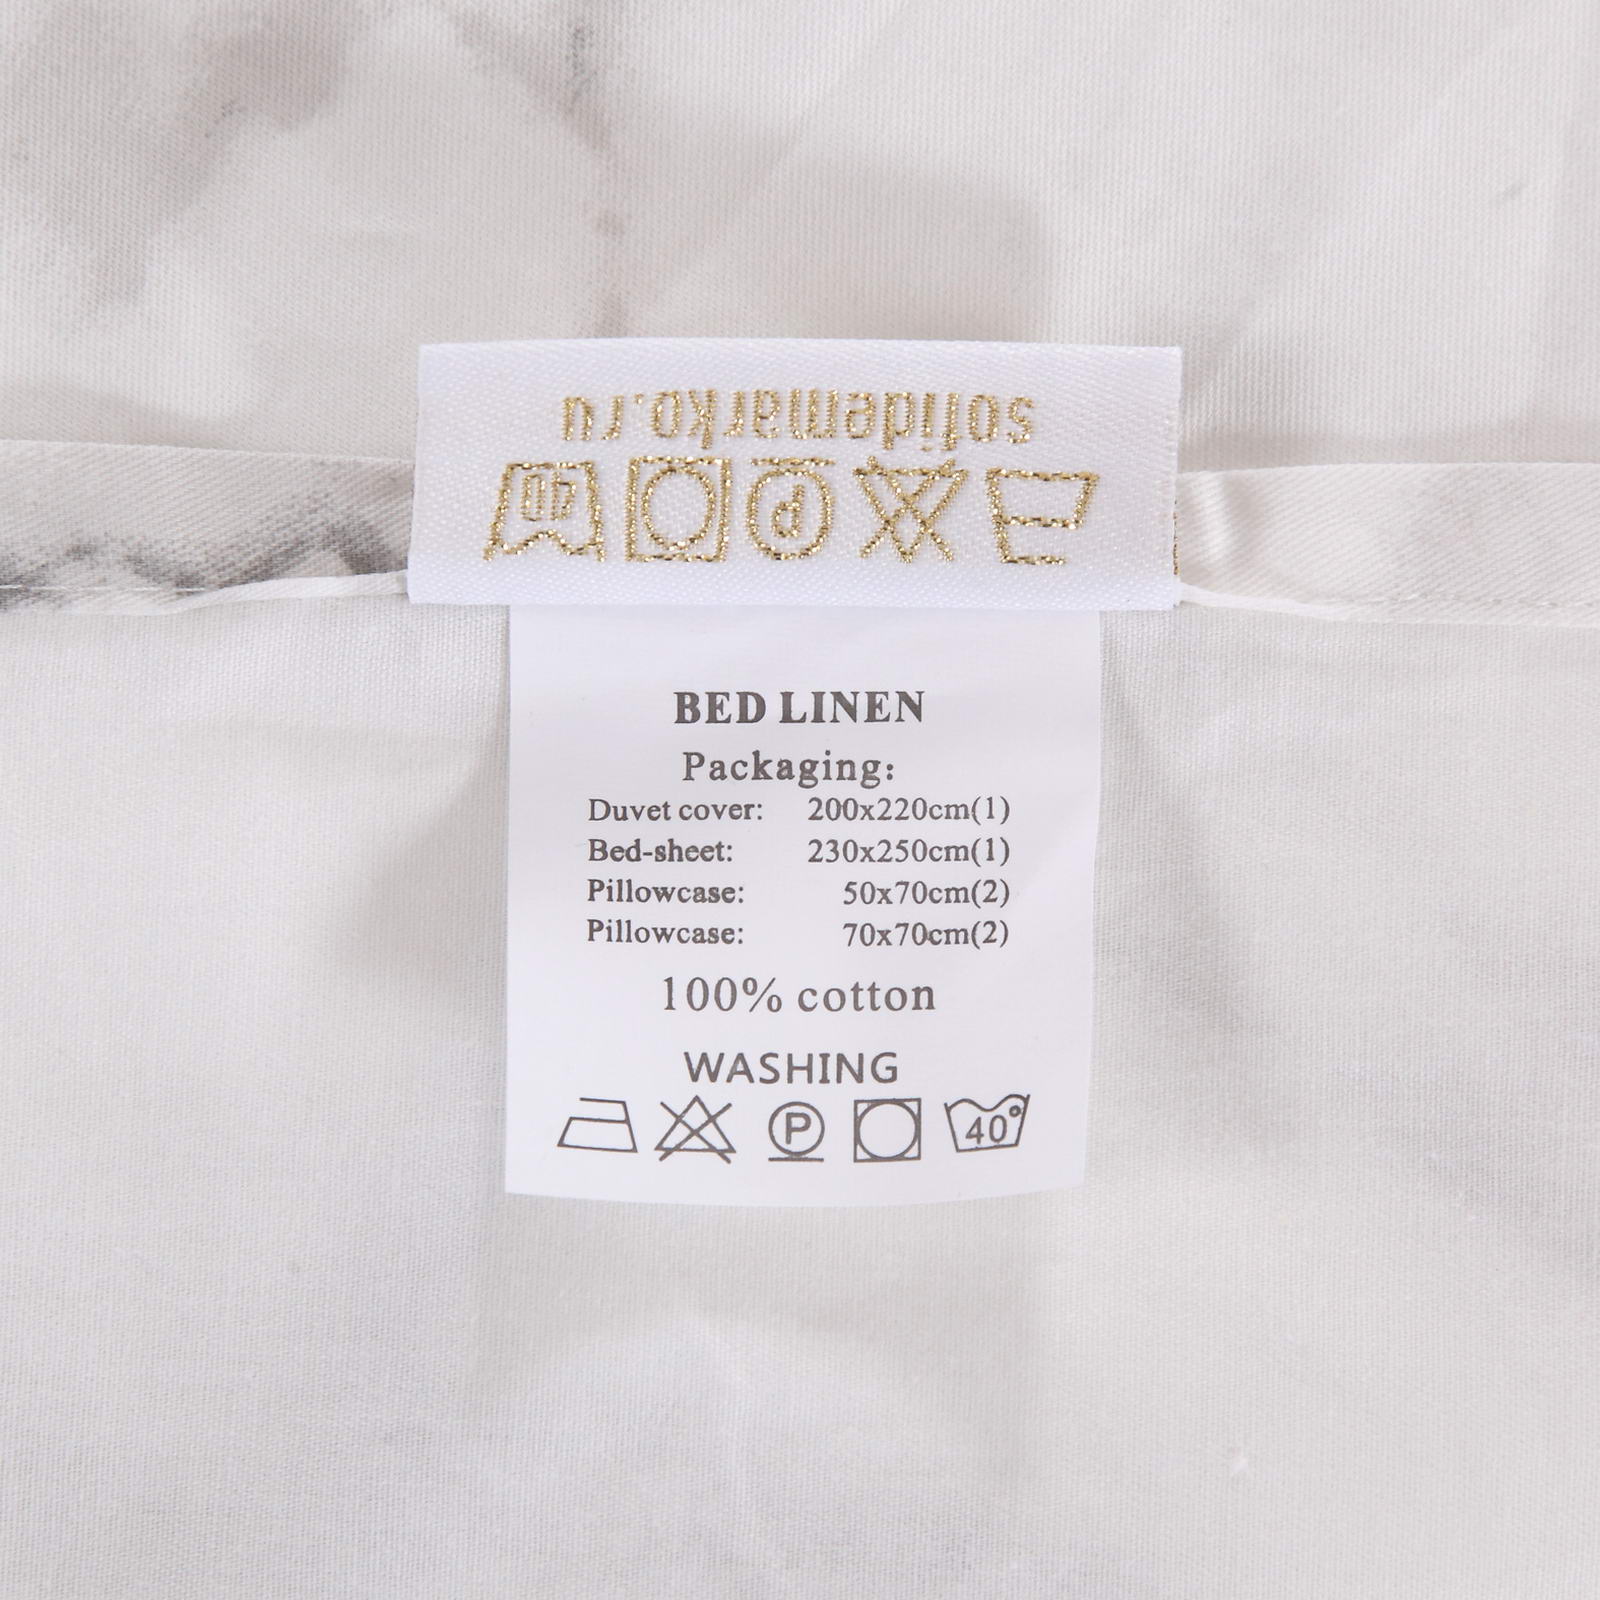 sofidemarko.ru
40
P
BED LINEN
Packaging:
Duvet cover: 200x220cm(1)
Bed-sheet: 230x250cm(1)
Pillowcase: 50x70cm(2)
Pillowcase: 70x70cm(2)
100% cotton
WASHING
P 40°